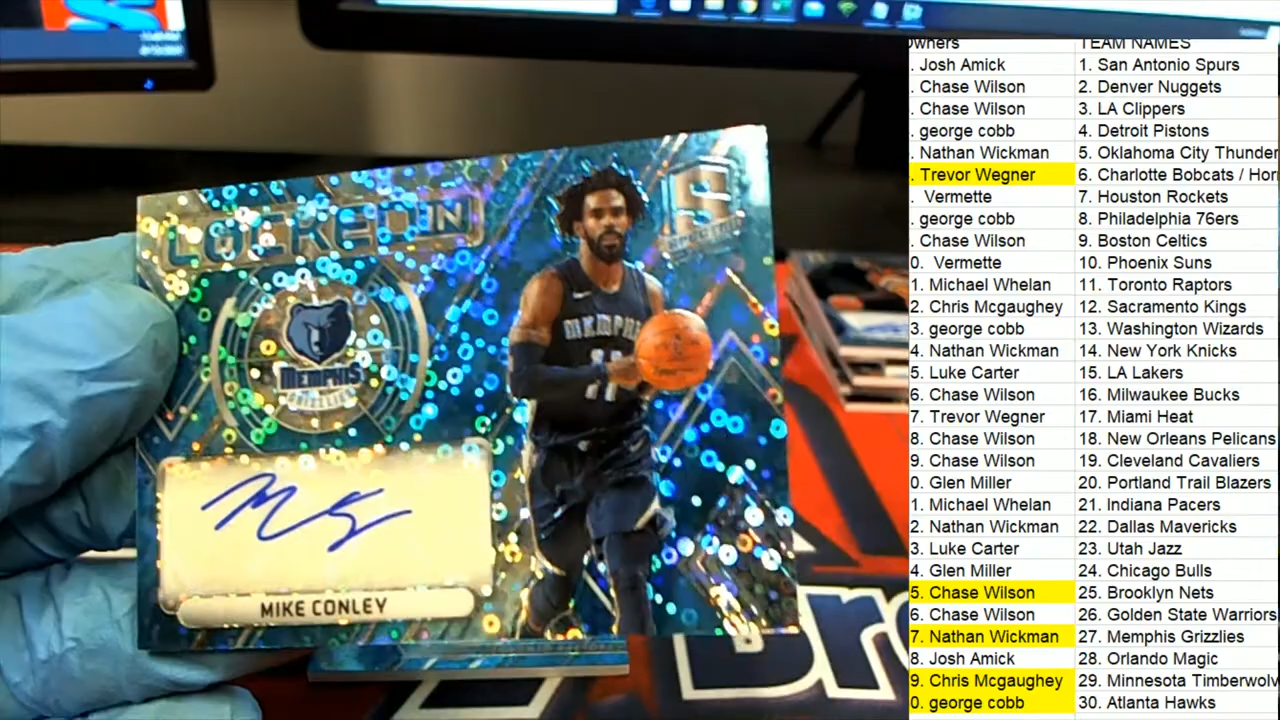 LOCKED IN
S
MEMPHIS
GRIZZLIES
MEMPHIS
11
MIKE CONLEY
Bro
Owners TEAM NAMES
. Josh Amick 1. San Antonio Spurs
. Chase Wilson 2. Denver Nuggets
. Chase Wilson 3. LA Clippers
. george cobb 4. Detroit Pistons
. Nathan Wickman 5. Oklahoma City Thunder
. Trevor Wegner 6. Charlotte Bobcats / Hor
. Vermette 7. Houston Rockets
. george cobb 8. Philadelphia 76ers
. Chase Wilson 9. Boston Celtics
0. Vermette 10. Phoenix Suns
1. Michael Whelan 11. Toronto Raptors
2. Chris Mcgaughey 12. Sacramento Kings
3. george cobb 13. Washington Wizards
4. Nathan Wickman 14. New York Knicks
5. Luke Carter 15. LA Lakers
6. Chase Wilson 16. Milwaukee Bucks
7. Trevor Wegner 17. Miami Heat
8. Chase Wilson 18. New Orleans Pelicans
9. Chase Wilson 19. Cleveland Cavaliers
0. Glen Miller 20. Portland Trail Blazers
1. Michael Whelan 21. Indiana Pacers
2. Nathan Wickman 22. Dallas Mavericks
3. Luke Carter 23. Utah Jazz
4. Glen Miller 24. Chicago Bulls
5. Chase Wilson 25. Brooklyn Nets
6. Chase Wilson 26. Golden State Warriors
7. Nathan Wickman 27. Memphis Grizzlies
8. Josh Amick 28. Orlando Magic
9. Chris Mcgaughey 29. Minnesota Timberwolv
0. george cobb 30. Atlanta Hawks